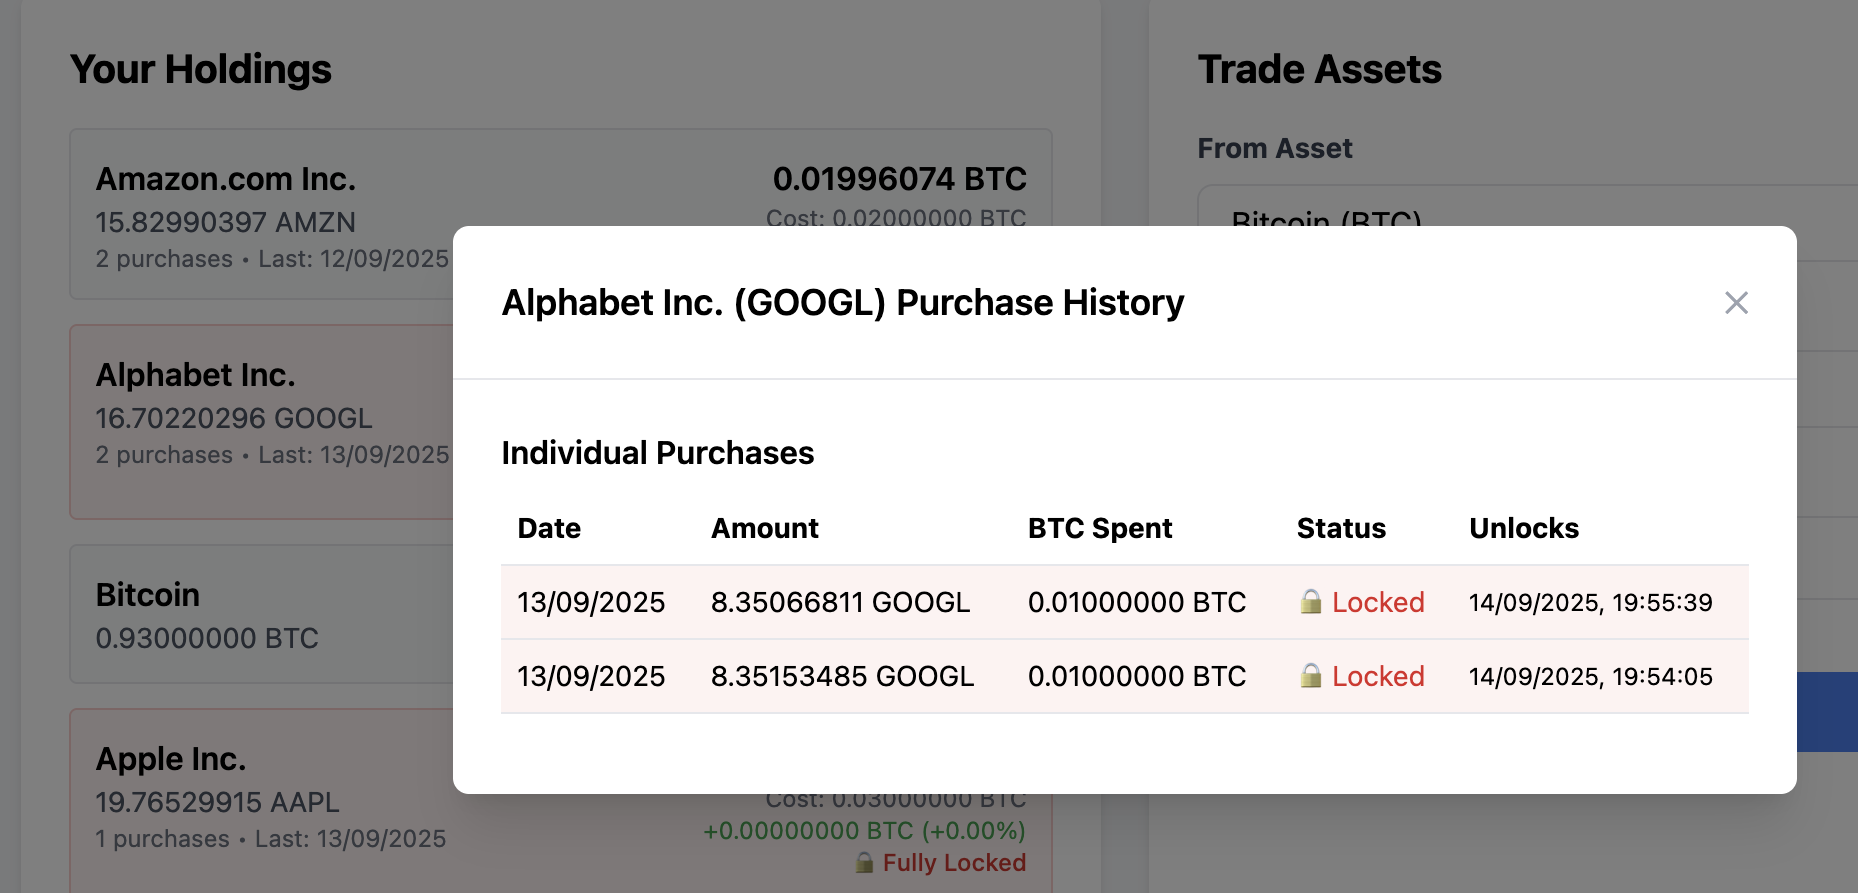 Your Holdings
Amazon.com Inc.
0.01996074 BTC
15.82990397 AMZN
Cost: 0.02000000 BTC
2 purchases • Last: 12/09/2025
Alphabet Inc.
16.70220296 GOOGL
2 purchases • Last: 13/09/2025
Bitcoin
0.93000000 BTC
Apple Inc.
19.76529915 AAPL
Cost: 0.03000000 BTC
1 purchases • Last: 13/09/2025
+0.00000000 BTC (+0.00%)
🔒 Fully Locked
Trade Assets
From Asset
Bitcoin (BTC)
Alphabet Inc. (GOOGL) Purchase History
Individual Purchases
Date Amount BTC Spent Status Unlocks
13/09/2025 8.35066811 GOOGL 0.01000000 BTC 🔒 Locked 14/09/2025, 19:55:39
13/09/2025 8.35153485 GOOGL 0.01000000 BTC 🔒 Locked 14/09/2025, 19:54:05